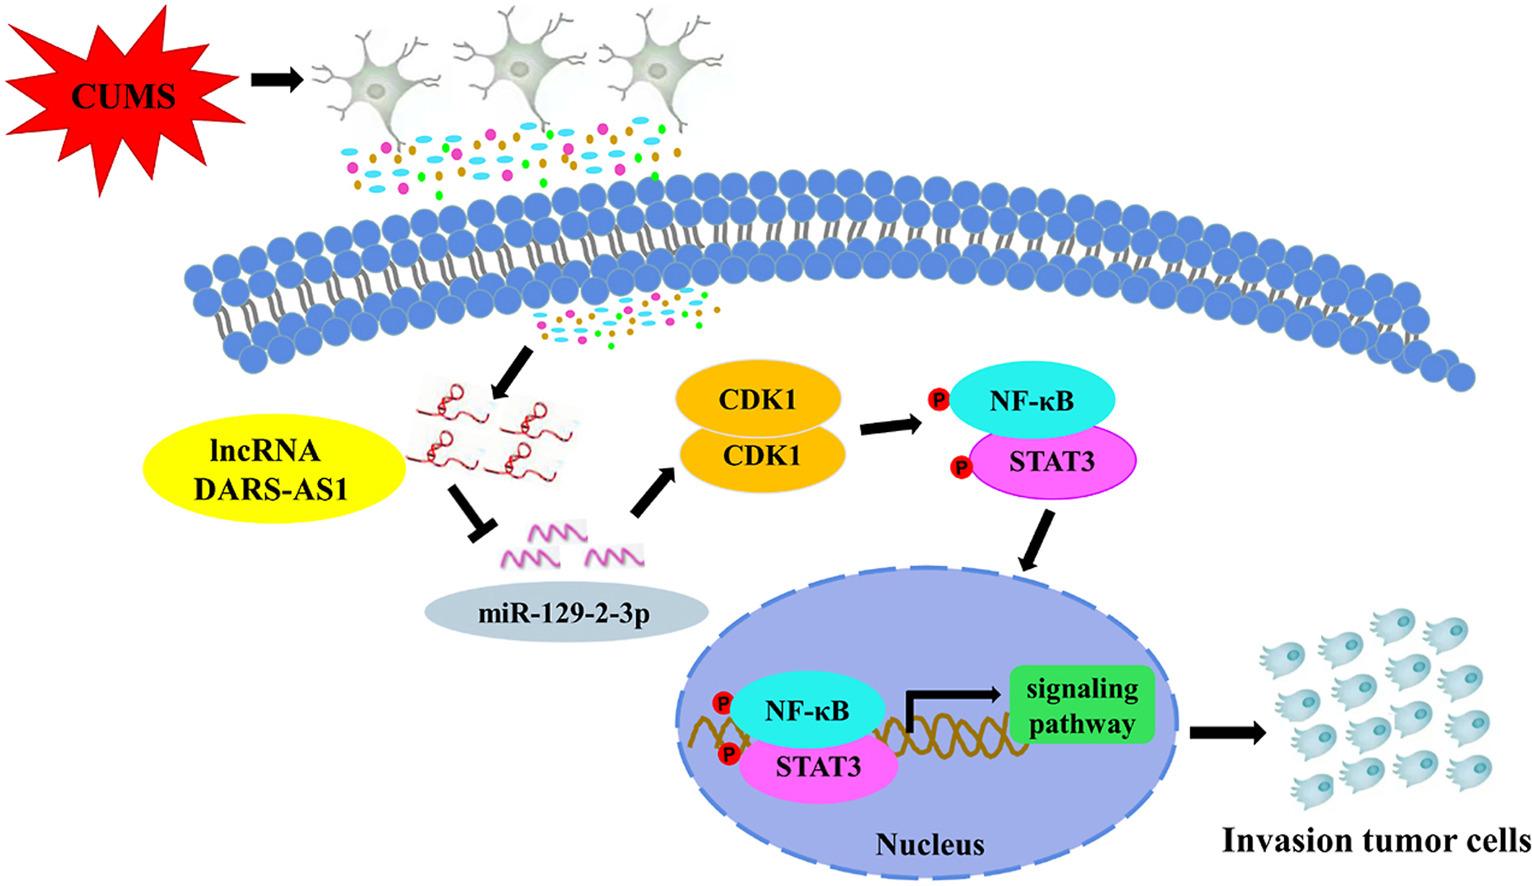 CUMS
lncRNA
DARS-AS1
miR-129-2-3p
CDK1
CDK1
P
NF-κB
P
STAT3
P
NF-κB
P
STAT3
signaling
pathway
Nucleus
Invasion tumor cells